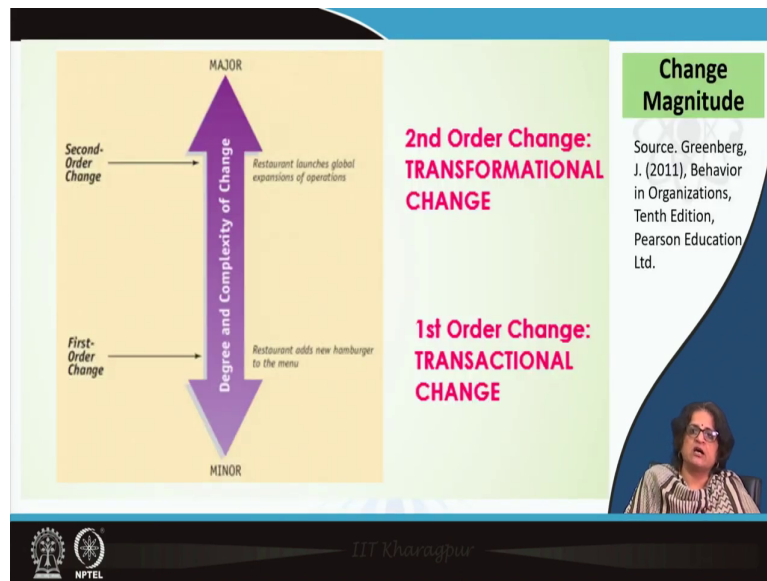 MAJOR
Second-
Order
Change
Restaurant launches global
expansions of operations
Degree and Complexity of Change
First-
Order
Change
Restaurant adds new hamburger
to the menu
MINOR
2nd Order Change:
TRANSFORMATIONAL
CHANGE
1st Order Change:
TRANSACTIONAL
CHANGE
Change
Magnitude
Source. Greenberg,
J. (2011), Behavior
in Organizations,
Tenth Edition,
Pearson Education
Ltd.
IIT Kharagpur
NPTEL